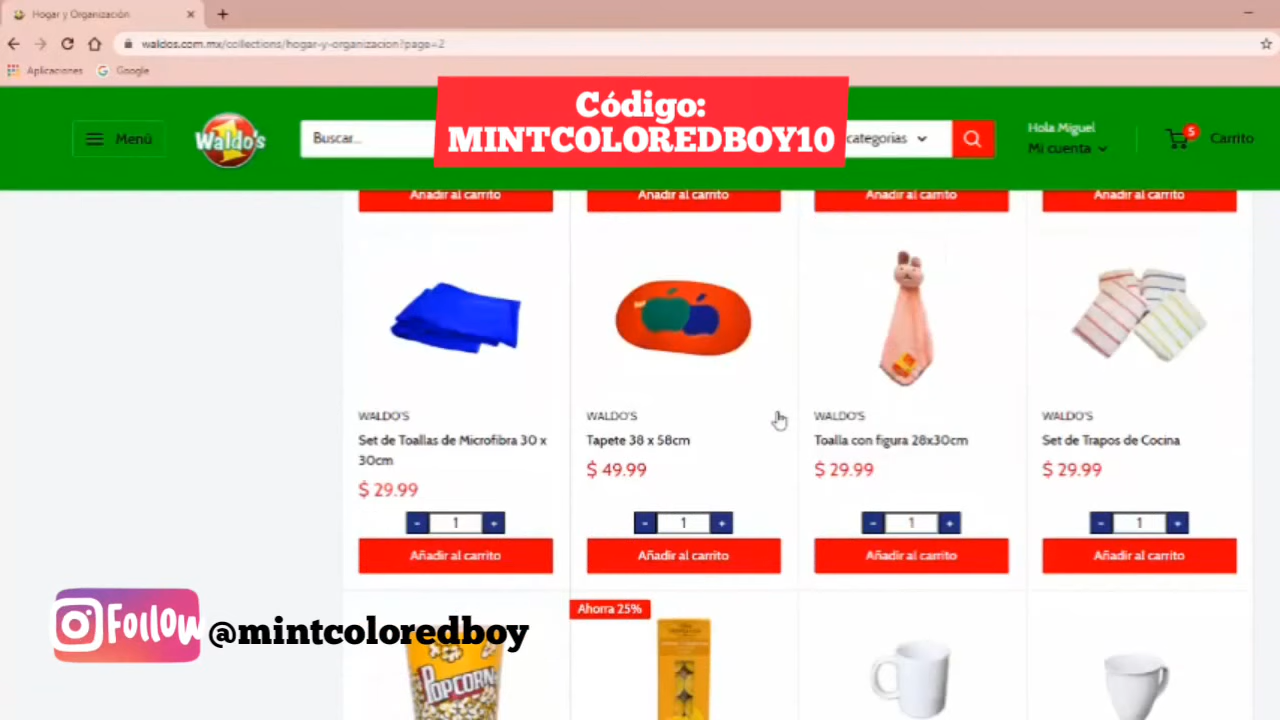 Hogar y Organización
waldos.com.mx/collections/hogar-y-organizacion?page=2
Aplicaciones
Google
Código:
MINTCOLOREDBOY10
Menú
Waldo's
Buscar...
categorias
Hola Miguel
Mi cuenta
5
Carrito
Añadir al carrito
Añadir al carrito
Añadir al carrito
Añadir al carrito
WALDO'S
WALDO'S
WALDO'S
WALDO'S
Set de Toallas de Microfibra 30 x
30cm
Tapete 38 x 58cm
Toalla con figura 28x30cm
Set de Trapos de Cocina
$ 29.99
$ 49.99
$ 29.99
$ 29.99
- 1 +
- 1 +
- 1 +
- 1 +
Añadir al carrito
Añadir al carrito
Añadir al carrito
Añadir al carrito
Ahorra 25%
Follow
@mintcoloredboy
POPCORN